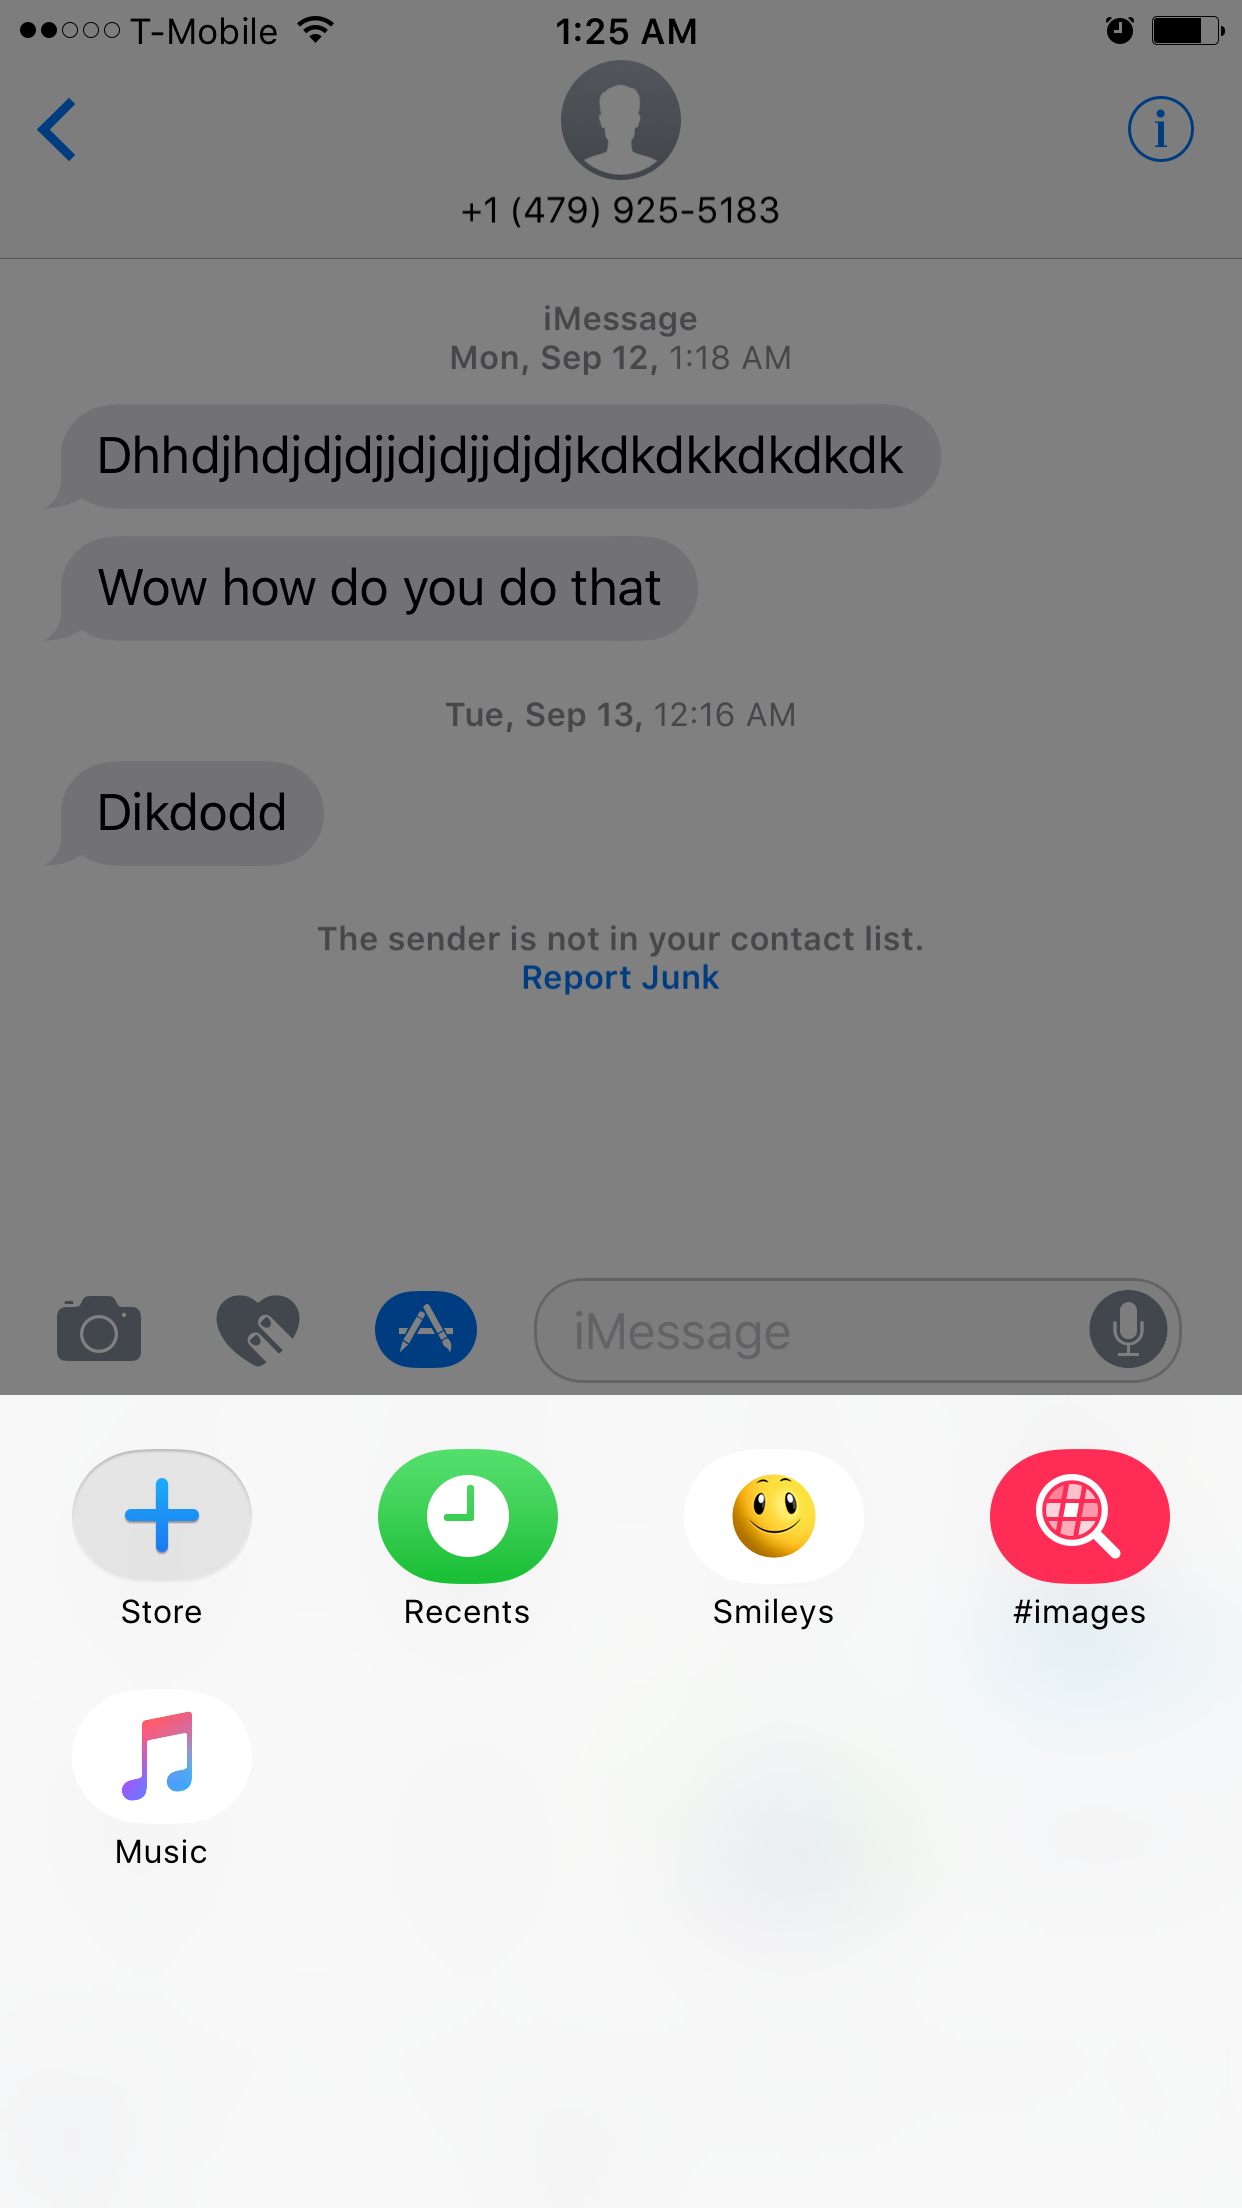 T-Mobile 1:25 AM
+1 (479) 925-5183
iMessage
Mon, Sep 12, 1:18 AM
Dhhdjhdjdjdjjdjdjjdjdjkdkdkkdkdkdk
Wow how do you do that
Tue, Sep 13, 12:16 AM
Dikdodd
The sender is not in your contact list.
Report Junk
iMessage
Store Recents Smileys #images
Music